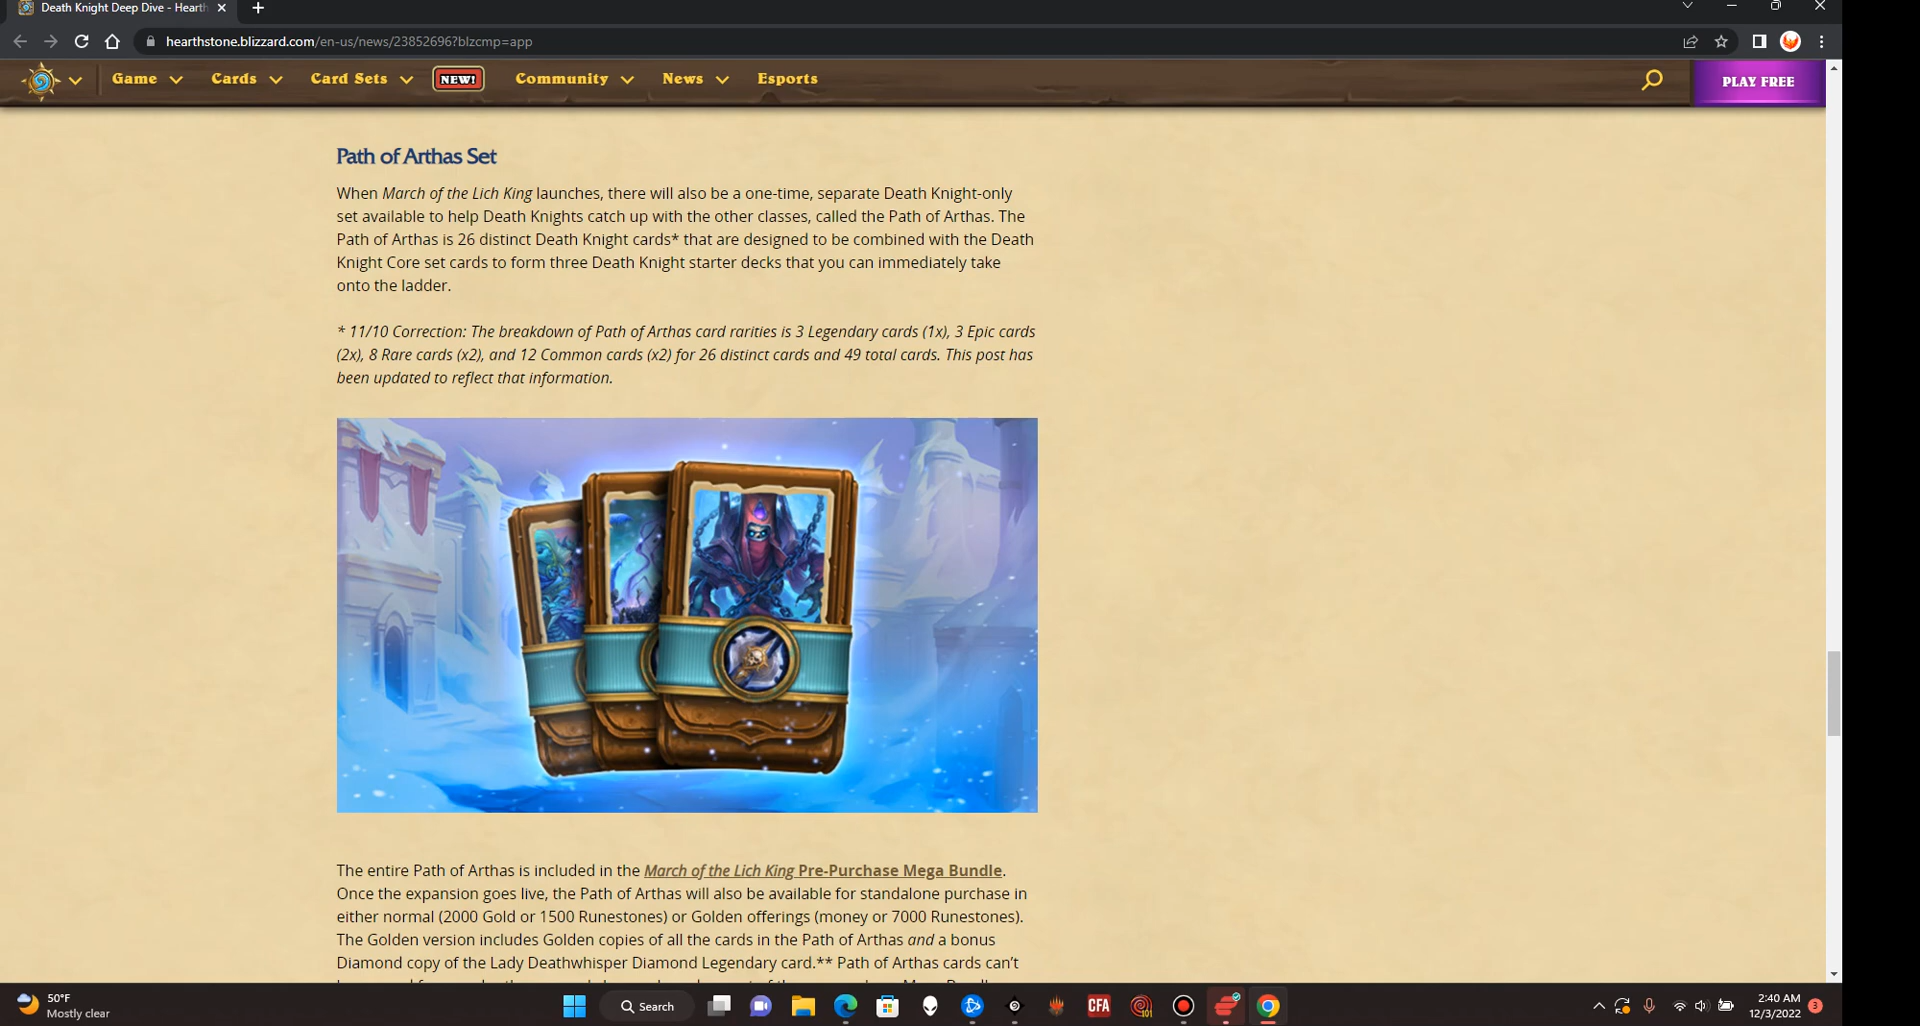 Death Knight Deep Dive - Hearth
hearthstone.blizzard.com/en-us/news/23852696?blzcmp=app
Game Cards Card Sets NEW! Community News Esports PLAY FREE
Path of Arthas Set
When March of the Lich King launches, there will also be a one-time, separate Death Knight-only
set available to help Death Knights catch up with the other classes, called the Path of Arthas. The
Path of Arthas is 26 distinct Death Knight cards* that are designed to be combined with the Death
Knight Core set cards to form three Death Knight starter decks that you can immediately take
onto the ladder.
* 11/10 Correction: The breakdown of Path of Arthas card rarities is 3 Legendary cards (1x), 3 Epic cards
(2x), 8 Rare cards (x2), and 12 Common cards (x2) for 26 distinct cards and 49 total cards. This post has
been updated to reflect that information.
The entire Path of Arthas is included in the March of the Lich King Pre-Purchase Mega Bundle.
Once the expansion goes live, the Path of Arthas will also be available for standalone purchase in
either normal (2000 Gold or 1500 Runestones) or Golden offerings (money or 7000 Runestones).
The Golden version includes Golden copies of all the cards in the Path of Arthas and a bonus
Diamond copy of the Lady Deathwhisper Diamond Legendary card.** Path of Arthas cards can't
50°F
Mostly clear
Search
CFA
101
2:40 AM
12/3/2022
3